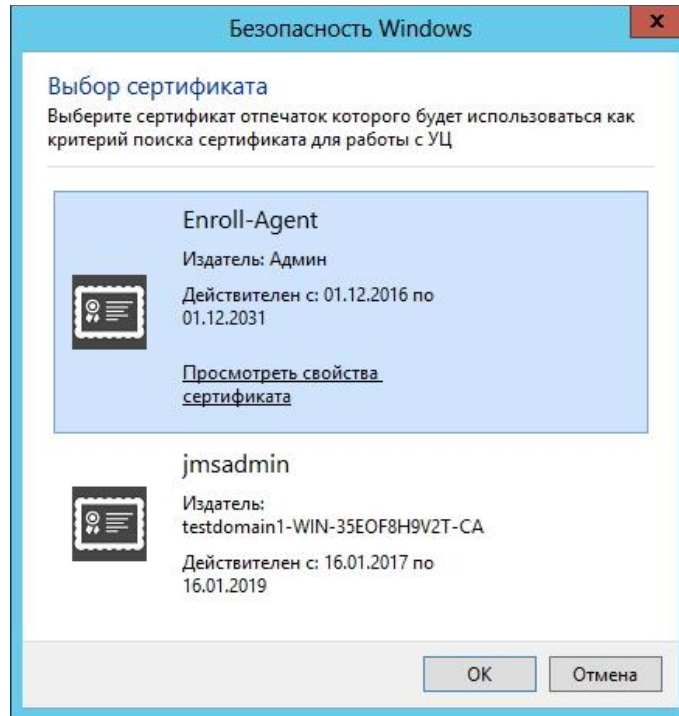 Безопасность Windows
x
Выбор сертификата
Выберите сертификат отпечаток которого будет использоваться как
критерий поиска сертификата для работы с УЦ
Enroll-Agent
Издатель: Админ
Действителен с: 01.12.2016 по
01.12.2031
Просмотреть свойства
сертификата
jmsadmin
Издатель:
testdomain1-WIN-35EOF8H9V2T-CA
Действителен с: 16.01.2017 по
16.01.2019
OK
Отмена